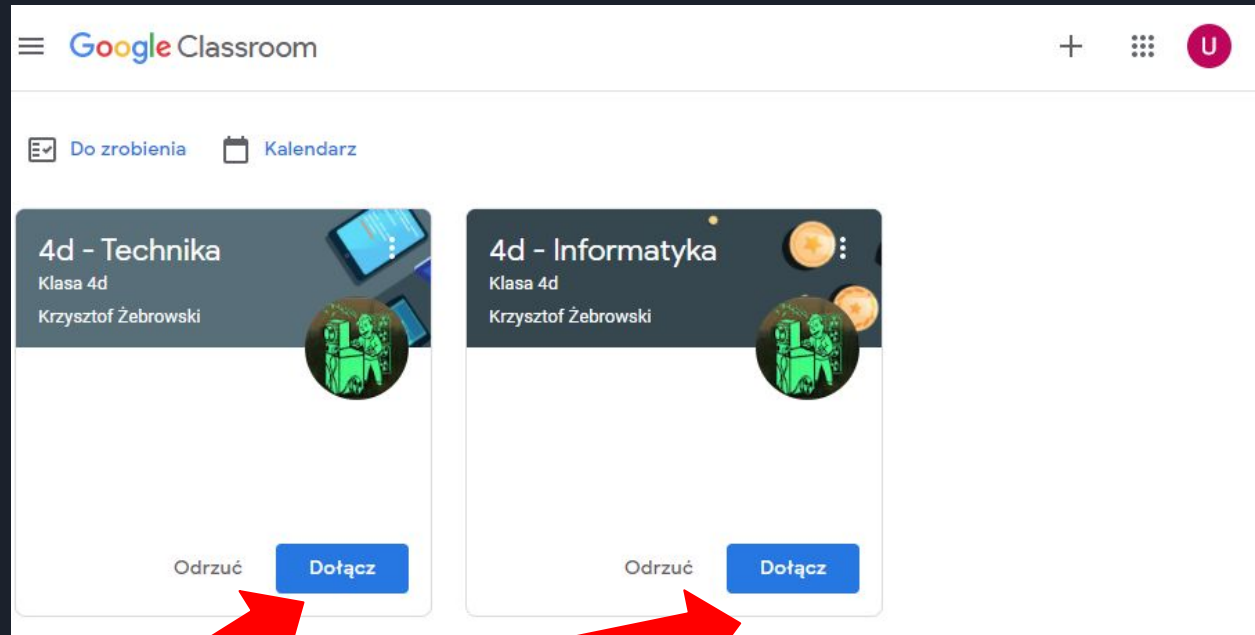 Google Classroom
U
Do zrobienia Kalendarz
4d - Technika
Klasa 4d
Krzysztof Żebrowski
Odrzuć Dołącz
4d - Informatyka
Klasa 4d
Krzysztof Żebrowski
Odrzuć Dołącz